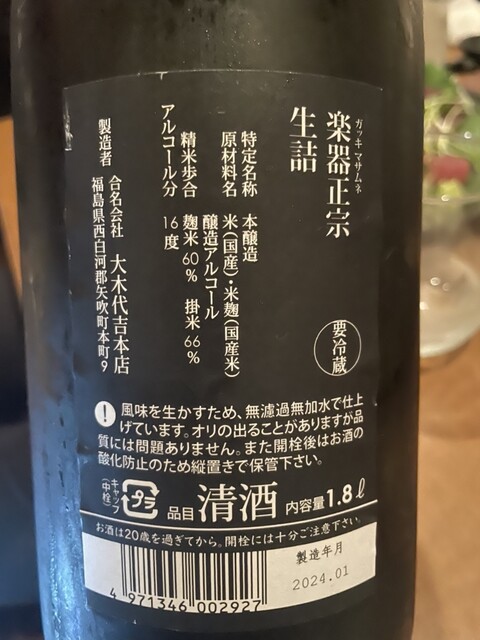 ガッキマサムネ
楽器正宗
生詰
要冷蔵
特定名称 本醸造
原材料名 米(国産)・米麹(国産米)
醸造アルコール
精米歩合 麹米60% 掛米66%
アルコール分 16度
製造者 合名会社 大木代吉本店
福島県西白河郡矢吹町本町9
!風味を生かすため、無濾過無加水で仕上
げています。オリの出ることがありますが品
質には問題ありません。また開栓後はお酒の
酸化防止のため縦置きで保管下さい。
キャップ
(中栓)
プラ
品目 清酒 内容量1.8ℓ
お酒は20歳を過ぎてから。開栓には十分ご注意下さい。
製造年月
2024.01
4 971346 002927